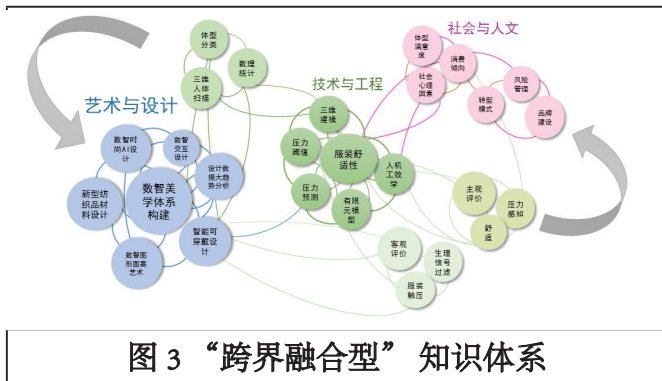 艺术与设计
数智时
尚AI设
计
数智
交互
设计
设计数
据大趋
势分析
新型纺
织品材
料设计
数智美
学体系
构建
智能可
穿戴设
计
数智图
形图案
艺术
体型
分类
数理
统计
三维
人体
扫描
技术与工程
三维
建模
压力
阈值
服装舒
适性
人机
工效
学
压力
预测
有限
元模
型
社会与人文
体型
满意
度
消费
倾向
社会
心理
因素
转型
模式
风险
管理
品牌
建设
主观
评价
压力
感知
舒
适
客观
评价
生理
信号
过滤
服装
触压
图 3 “跨界融合型” 知识体系